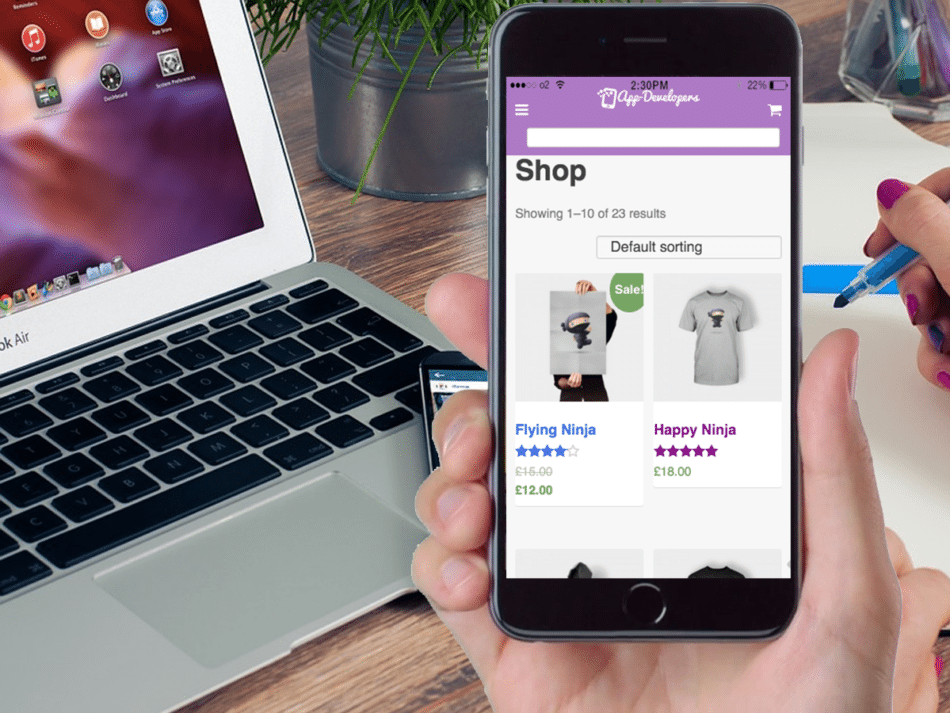 Reminders
iTunes
App Store
Dashboard
System Preferences
ok Air
o2
2:30PM
22%
App-Developers
Shop
Showing 1–10 of 23 results
Default sorting
Sale!
Flying Ninja
Happy Ninja
£15.00
£18.00
£12.00